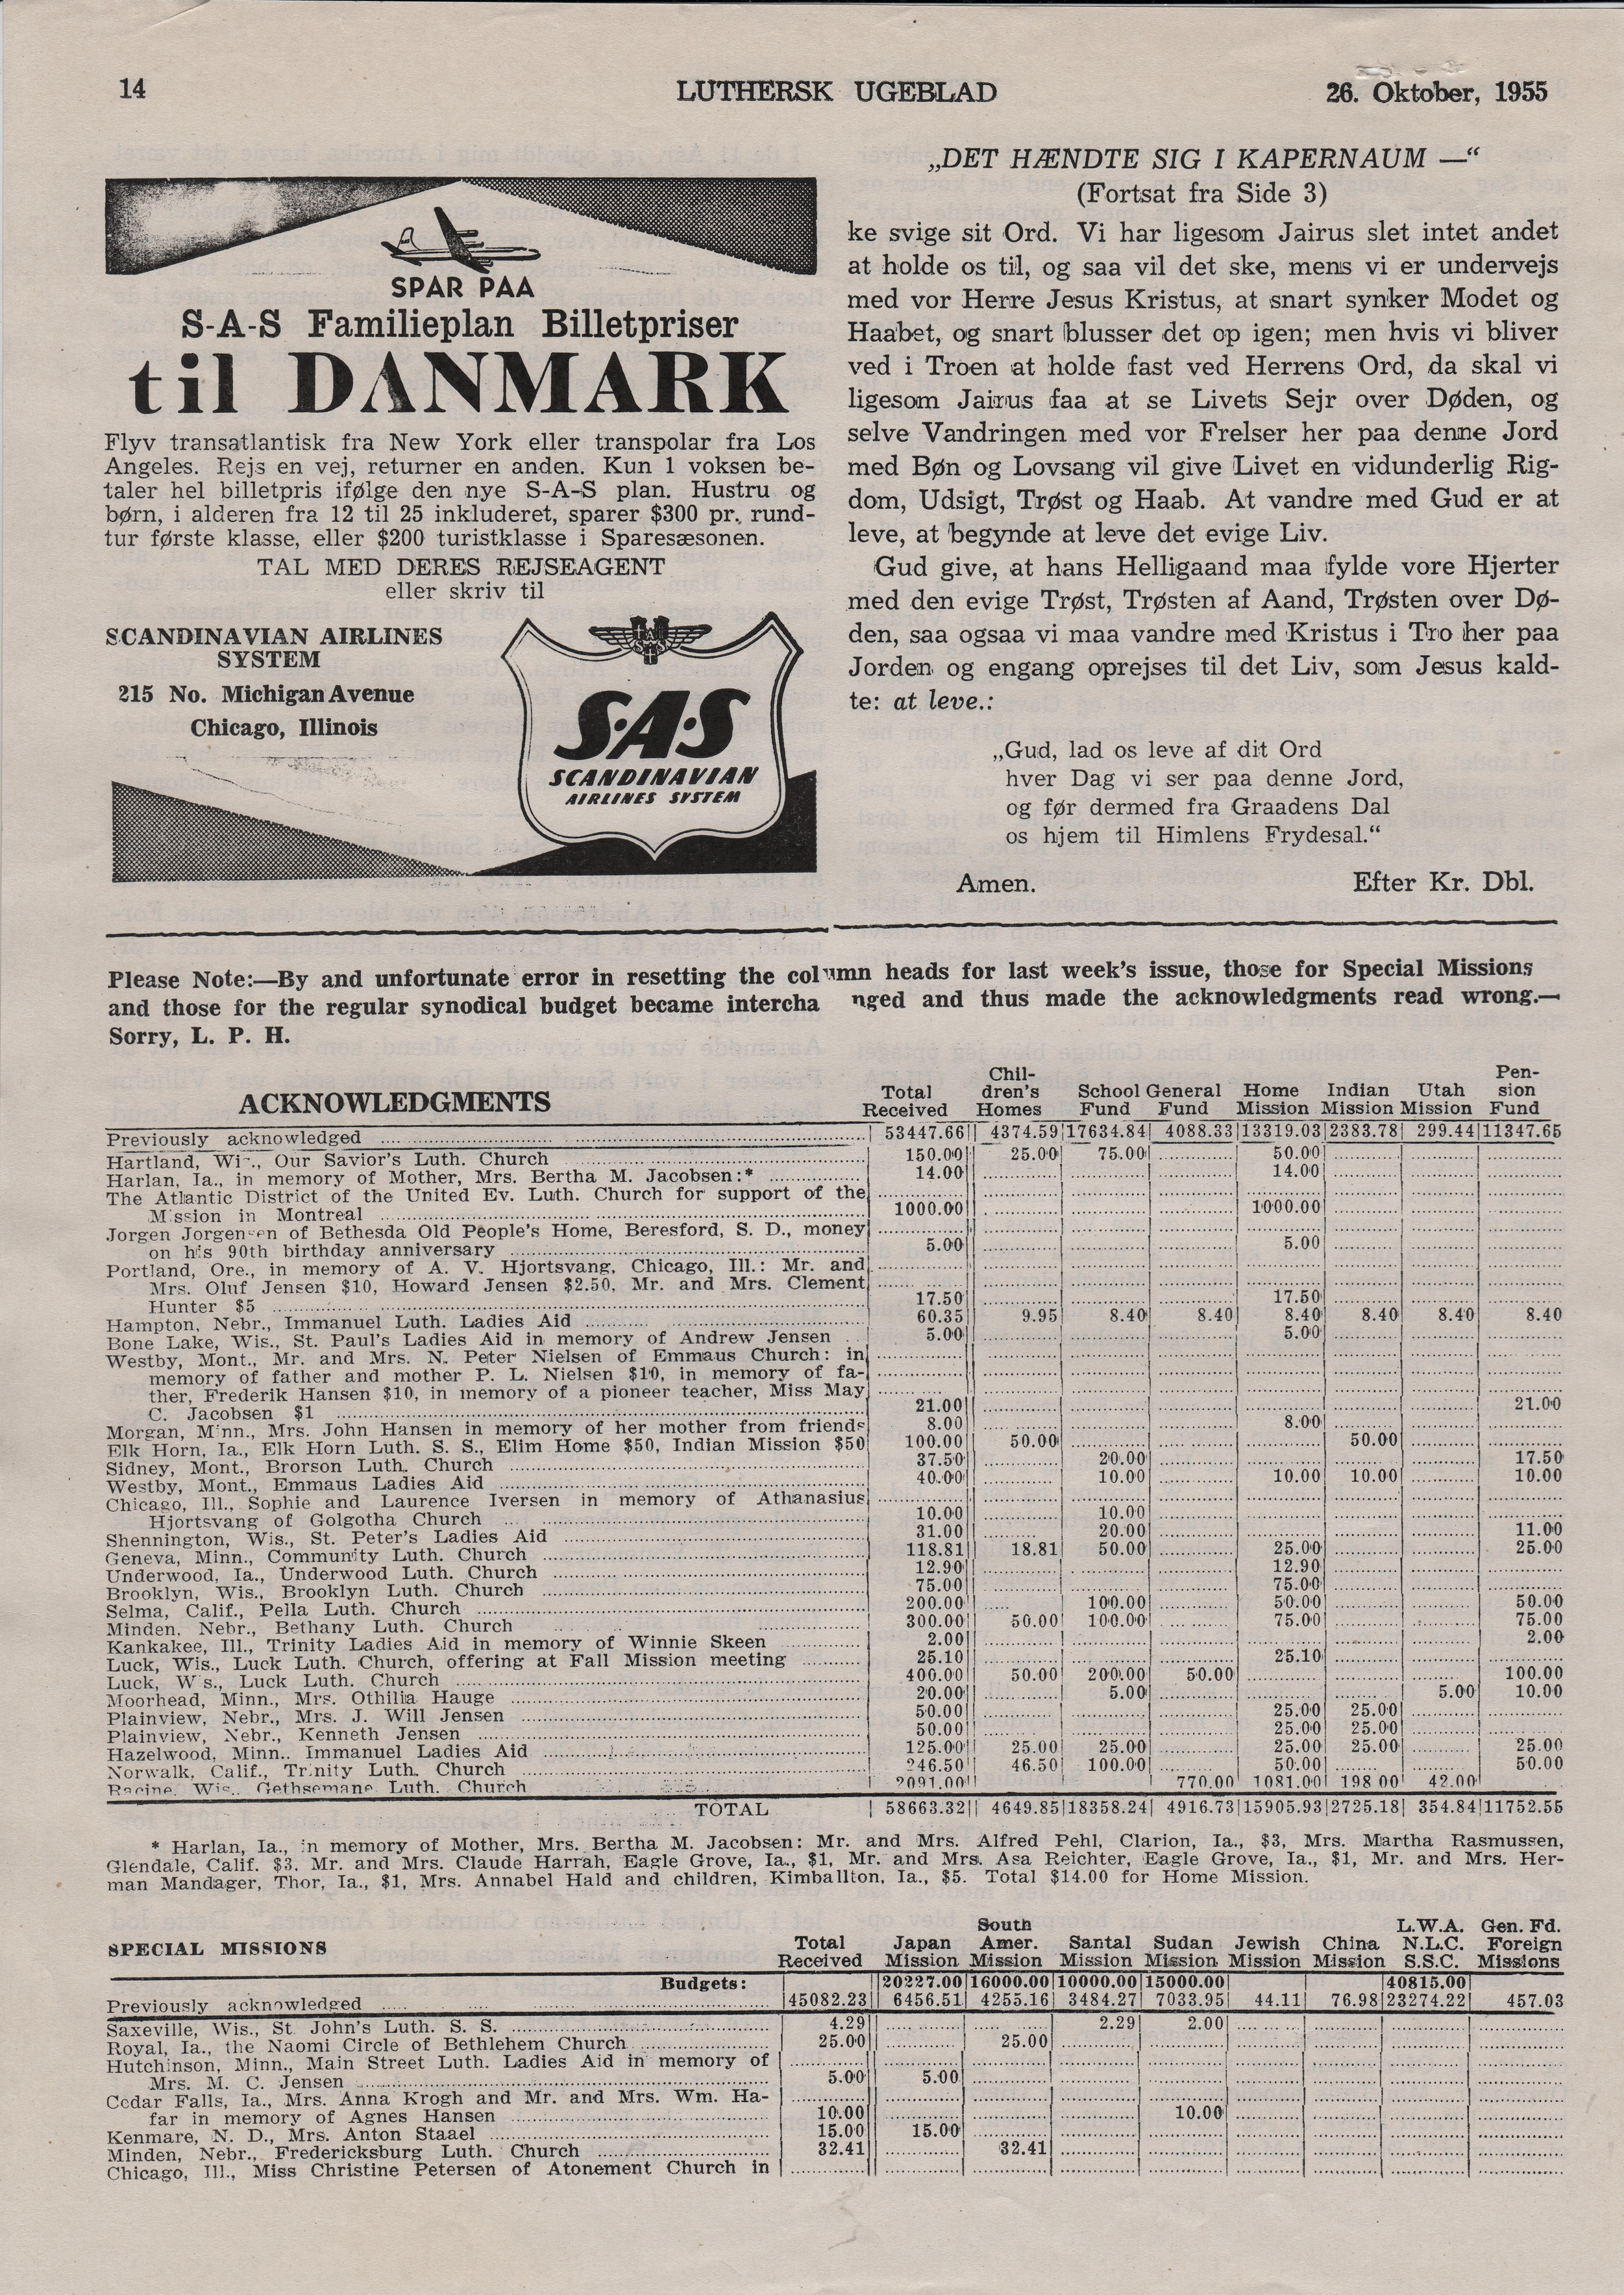 14
LUTHERSK UGEBLAD
26. Oktober, 1955
SPAR PAA
S-A-S Familieplan Billetpriser
til DANMARK
Flyv transatlantisk fra New York eller transpolar fra Los
Angeles. Rejs en vej, returner en anden. Kun 1 voksen be-
taler hel billetpris ifølge den nye S-A-S plan. Hustru og
børn, i alderen fra 12 til 25 inkluderet, sparer $300 pr. rund-
tur første klasse, eller $200 turistklasse i Sparesæsonen.
TAL MED DERES REJSEAGENT
eller skriv til
SCANDINAVIAN AIRLINES
SYSTEM
215 No. Michigan Avenue
Chicago, Illinois
SAS
S·A·S
SCANDINAVIAN
AIRLINES SYSTEM
„DET HÆNDTE SIG I KAPERNAUM —“
(Fortsat fra Side 3)
ke svige sit Ord. Vi har ligesom Jairus slet intet andet
at holde os til, og saa vil det ske, mens vi er undervejs
med vor Herre Jesus Kristus, at snart synker Modet og
Haabet, og snart blusser det op igen; men hvis vi bliver
ved i Troen at holde fast ved Herrens Ord, da skal vi
ligesom Jairus faa at se Livets Sejr over Døden, og
selve Vandringen med vor Frelser her paa denne Jord
med Bøn og Lovsang vil give Livet en vidunderlig Rig-
dom, Udsigt, Trøst og Haab. At vandre med Gud er at
leve, at begynde at leve det evige Liv.
Gud give, at hans Helligaand maa fylde vore Hjerter
med den evige Trøst, Trøsten af Aand, Trøsten over Dø-
den, saa ogsaa vi maa vandre med Kristus i Tro her paa
Jorden og engang oprejses til det Liv, som Jesus kald-
te: at leve.:
„Gud, lad os leve af dit Ord
hver Dag vi ser paa denne Jord,
og før dermed fra Graadens Dal
os hjem til Himlens Frydesal.“
Amen. Efter Kr. Dbl.
Please Note:—By and unfortunate error in resetting the column heads for last week's issue, those for Special Missions
and those for the regular synodical budget became intercha nged and thus made the acknowledgments read wrong.—
Sorry, L. P. H.
ACKNOWLEDGMENTS
Total Received | Chil-dren's Homes | School Fund | General Fund | Home Mission | Indian Mission | Utah Mission | Pen-sion Fund
Previously acknowledged 53447.66 4374.59 17634.84 4088.33 13319.03 2383.78 299.44 11347.65
Hartland, Wis., Our Savior's Luth. Church 150.00 25.00 75.00 50.00
Harlan, Ia., in memory of Mother, Mrs. Bertha M. Jacobsen:* 14.00 14.00
The Atlantic District of the United Ev. Luth. Church for support of the
Mission in Montreal 1000.00 1000.00
Jorgen Jorgensen of Bethesda Old People's Home, Beresford, S. D., money
on his 90th birthday anniversary 5.00 5.00
Portland, Ore., in memory of A. V. Hjortsvang, Chicago, Ill.: Mr. and
Mrs. Oluf Jensen $10, Howard Jensen $2.50, Mr. and Mrs. Clement
Hunter $5 17.50 17.50
Hampton, Nebr., Immanuel Luth. Ladies Aid 60.35 9.95 8.40 8.40 8.40 8.40 8.40 8.40
Bone Lake, Wis., St. Paul's Ladies Aid in memory of Andrew Jensen 5.00 5.00
Westby, Mont., Mr. and Mrs. N. Peter Nielsen of Emmaus Church: in
memory of father and mother P. L. Nielsen $10, in memory of fa-
ther, Frederik Hansen $10, in memory of a pioneer teacher, Miss May
C. Jacobsen $1 21.00 21.00
Morgan, Minn., Mrs. John Hansen in memory of her mother from friends 8.00 8.00
Elk Horn, Ia., Elk Horn Luth. S. S., Elim Home $50, Indian Mission $50 100.00 50.00 50.00
Sidney, Mont., Brorson Luth. Church 37.50 20.00 17.50
Westby, Mont., Emmaus Ladies Aid 40.00 10.00 10.00 10.00 10.00
Chicago, Ill., Sophie and Laurence Iversen in memory of Athanasius
Hjortsvang of Golgotha Church 10.00 10.00
Shennington, Wis., St. Peter's Ladies Aid 31.00 20.00 11.00
Geneva, Minn., Community Luth. Church 118.81 18.81 50.00 25.00 25.00
Underwood, Ia., Underwood Luth. Church 12.90 12.90
Brooklyn, Wis., Brooklyn Luth. Church 75.00 75.00
Selma, Calif., Pella Luth. Church 200.00 100.00 50.00 50.00
Minden, Nebr., Bethany Luth. Church 300.00 50.00 100.00 75.00 75.00
Kankakee, Ill., Trinity Ladies Aid in memory of Winnie Skeen 2.00 2.00
Luck, Wis., Luck Luth. Church, offering at Fall Mission meeting 25.10 25.10
Luck, Wis., Luck Luth. Church 400.00 50.00 200.00 50.00 100.00
Moorhead, Minn., Mrs. Othilia Hauge 20.00 5.00 5.00 10.00
Plainview, Nebr., Mrs. J. Will Jensen 50.00 25.00 25.00
Plainview, Nebr., Kenneth Jensen 50.00 25.00 25.00
Hazelwood, Minn., Immanuel Ladies Aid 125.00 25.00 25.00 25.00 25.00 25.00
Norwalk, Calif., Trinity Luth. Church 246.50 46.50 100.00 50.00 50.00
Racine, Wis., Gethsemane Luth. Church 2091.00 770.00 1081.00 198.00 42.00
TOTAL 58663.32 4649.85 18358.24 4916.73 15905.93 2725.18 354.84 11752.55
* Harlan, Ia., in memory of Mother, Mrs. Bertha M. Jacobsen: Mr. and Mrs. Alfred Pehl, Clarion, Ia., $3, Mrs. Martha Rasmussen,
Glendale, Calif. $3. Mr. and Mrs. Claude Harrah, Eagle Grove, Ia., $1, Mr. and Mrs. Asa Reichter, Eagle Grove, Ia., $1, Mr. and Mrs. Her-
man Mandager, Thor, Ia., $1, Mrs. Annabel Hald and children, Kimballton, Ia., $5. Total $14.00 for Home Mission.
SPECIAL MISSIONS
Total Received | Japan Mission | South Amer. Mission | Santal Mission | Sudan Mission | Jewish Mission | China Mission | L.W.A. N.L.C. S.S.C. | Gen. Fd. Foreign Missions
Budgets: 20227.00 16000.00 10000.00 15000.00 40815.00
Previously acknowledged 45082.23 6456.51 4255.16 3484.27 7033.95 44.11 76.98 23274.22 457.03
Saxeville, Wis., St. John's Luth. S. S. 4.29 2.29 2.00
Royal, Ia., the Naomi Circle of Bethlehem Church 25.00 25.00
Hutchinson, Minn., Main Street Luth. Ladies Aid in memory of
Mrs. M. C. Jensen 5.00 5.00
Cedar Falls, Ia., Mrs. Anna Krogh and Mr. and Mrs. Wm. Ha-
far in memory of Agnes Hansen 10.00 10.00
Kenmare, N. D., Mrs. Anton Staael 15.00 15.00
Minden, Nebr., Fredericksburg Luth. Church 32.41 32.41
Chicago, Ill., Miss Christine Petersen of Atonement Church in